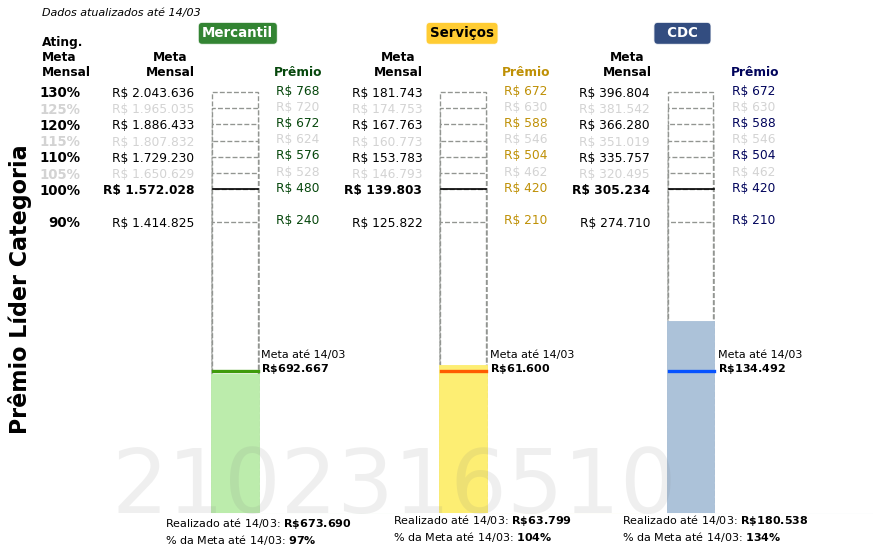 Dados atualizados até 14/03
Mercantil Serviços CDC
Ating. Meta Mensal
Meta Mensal Prêmio Meta Mensal Prêmio Meta Mensal Prêmio
130% R$ 2.043.636 R$ 768 R$ 181.743 R$ 672 R$ 396.804 R$ 672
125% R$ 1.965.035 R$ 720 R$ 174.753 R$ 630 R$ 381.542 R$ 630
120% R$ 1.886.433 R$ 672 R$ 167.763 R$ 588 R$ 366.280 R$ 588
115% R$ 1.807.832 R$ 624 R$ 160.773 R$ 546 R$ 351.019 R$ 546
110% R$ 1.729.230 R$ 576 R$ 153.783 R$ 504 R$ 335.757 R$ 504
105% R$ 1.650.629 R$ 528 R$ 146.793 R$ 462 R$ 320.495 R$ 462
100% R$ 1.572.028 R$ 480 R$ 139.803 R$ 420 R$ 305.234 R$ 420
90% R$ 1.414.825 R$ 240 R$ 125.822 R$ 210 R$ 274.710 R$ 210
Prêmio Líder Categoria
Meta até 14/03 Meta até 14/03 Meta até 14/03
R$692.667 R$61.600 R$134.492
2102316510
Realizado até 14/03: R$673.690 Realizado até 14/03: R$63.799 Realizado até 14/03: R$180.538
% da Meta até 14/03: 97% % da Meta até 14/03: 104% % da Meta até 14/03: 134%